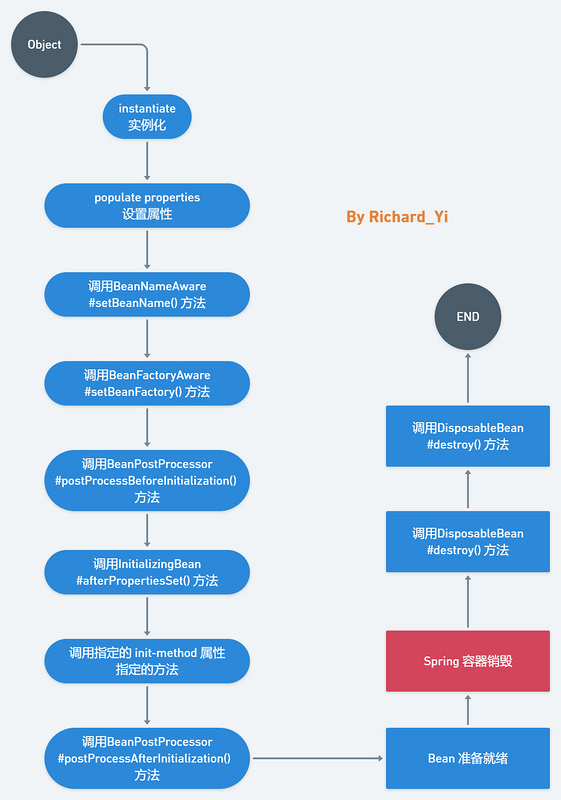 Object
instantiate
实例化
populate properties
设置属性
By Richard_Yi
调用BeanNameAware
#setBeanName() 方法
调用BeanFactoryAware
#setBeanFactory() 方法
调用BeanPostProcessor
#postProcessBeforeInitialization()
方法
调用InitializingBean
#afterPropertiesSet() 方法
调用指定的 init-method 属性
指定的方法
调用BeanPostProcessor
#postProcessAfterInitialization()
方法
Bean 准备就绪
Spring 容器销毁
调用DisposableBean
#destroy() 方法
调用DisposableBean
#destroy() 方法
END